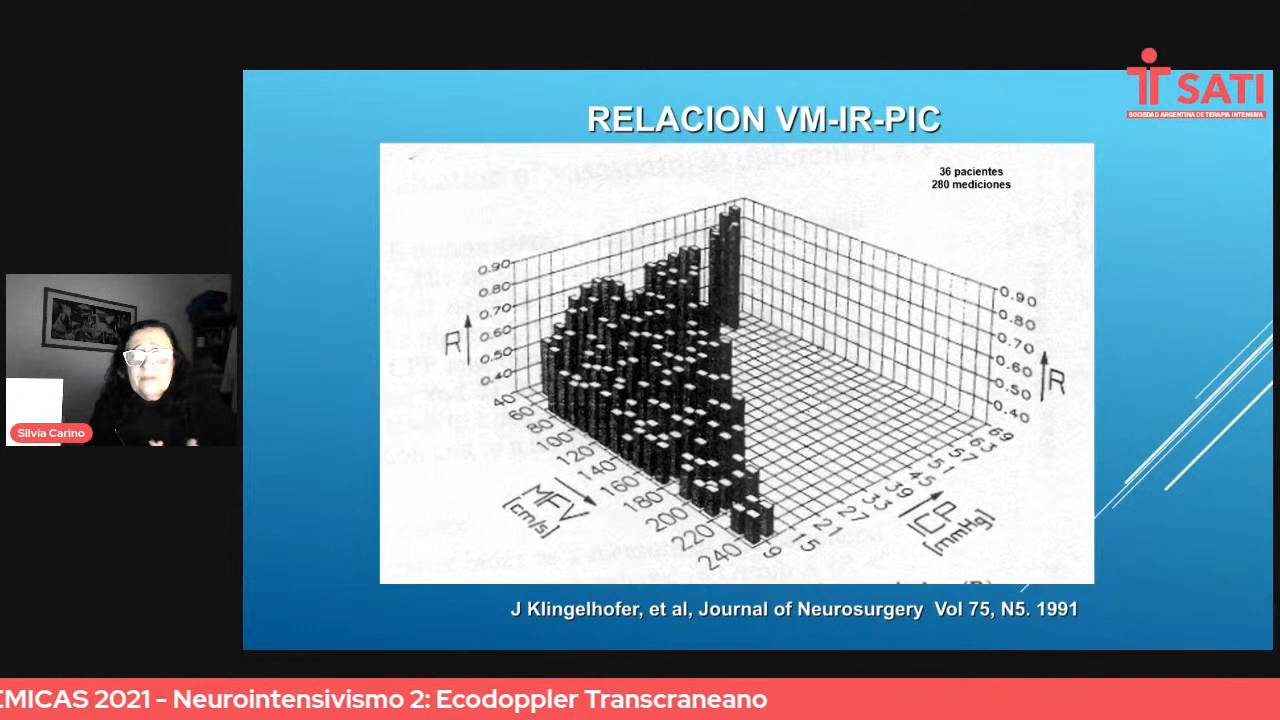 SATI
SOCIEDAD ARGENTINA DE TERAPIA INTENSIVA
RELACION VM-IR-PIC
36 pacientes
280 mediciones
0.90
0.80
0.70
0.60
0.50
0.40
R
0.90
0.80
0.70
0.60
0.50
0.40
R
40
60
80
100
120
140
160
180
200
220
240
MFV
[cm/s]
9
15
21
27
33
39
45
51
57
63
69
ICP
[mmHg]
J Klingelhofer, et al, Journal of Neurosurgery Vol 75, N5. 1991
Silvia Carino
EMICAS 2021 - Neurointensivismo 2: Ecodoppler Transcraneano